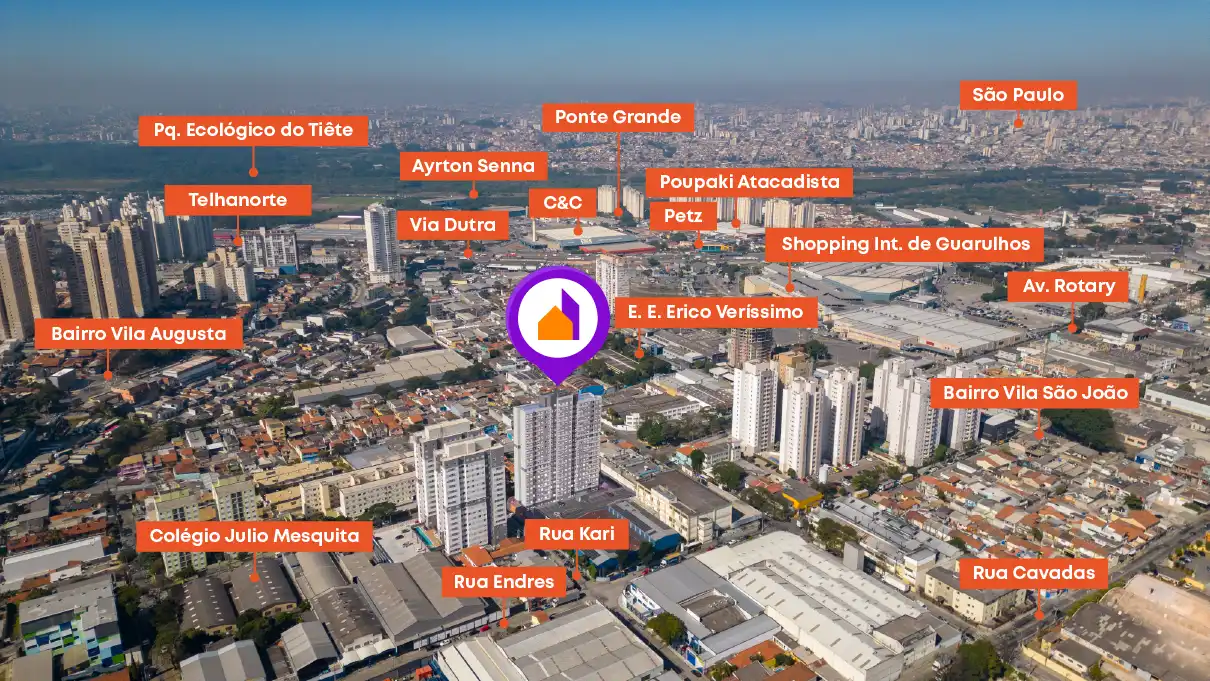 São Paulo
Ponte Grande
Pq. Ecológico do Tiête
Ayrton Senna
Poupaki Atacadista
Telhanorte
C&C
Petz
Via Dutra
Shopping Int. de Guarulhos
Av. Rotary
E. E. Erico Veríssimo
Bairro Vila Augusta
Bairro Vila São João
Colégio Julio Mesquita
Rua Kari
Rua Endres
Rua Cavadas